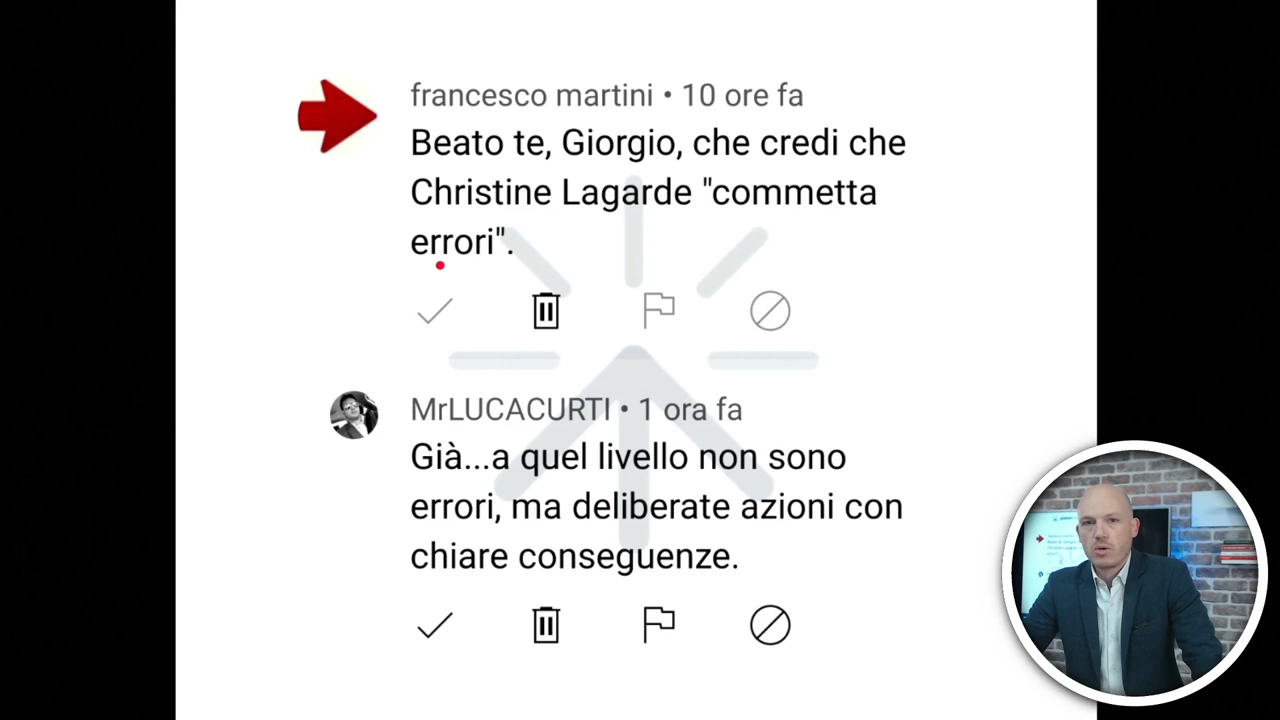 francesco martini • 10 ore fa
Beato te, Giorgio, che credi che
Christine Lagarde "commetta
errori".
MrLUCACURTI • 1 ora fa
Già...a quel livello non sono
errori, ma deliberate azioni con
chiare conseguenze.